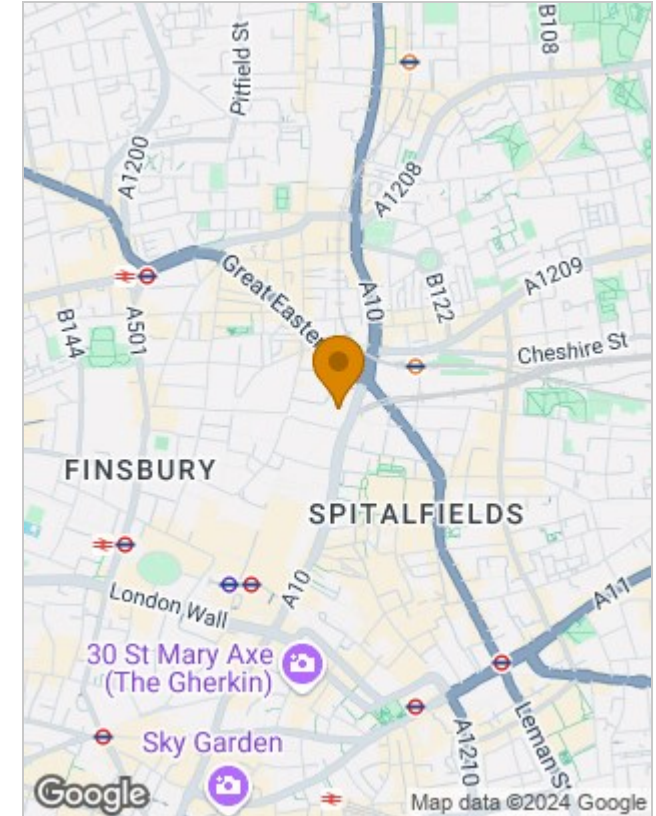 B108
Pitfield St
A1200
A1208
Great Easter
A10
B122
A1209
B144
A501
Cheshire St
FINSBURY
SPITALFIELDS
London Wall
A10
A11
30 St Mary Axe
(The Gherkin)
Sky Garden
A1210
Leman St
Google
Map data ©2024 Google